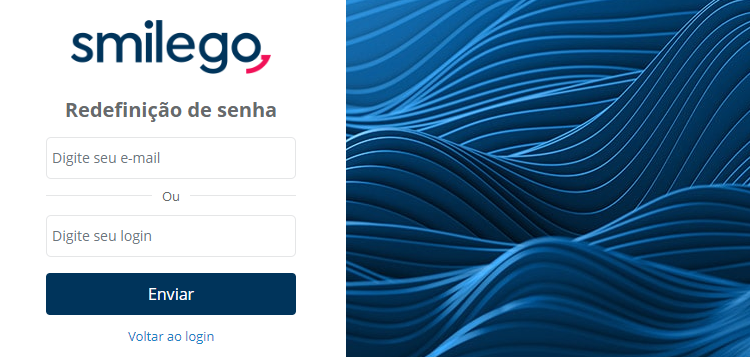 smilego
Redefinição de senha
Digite seu e-mail
Ou
Digite seu login
Enviar
Voltar ao login